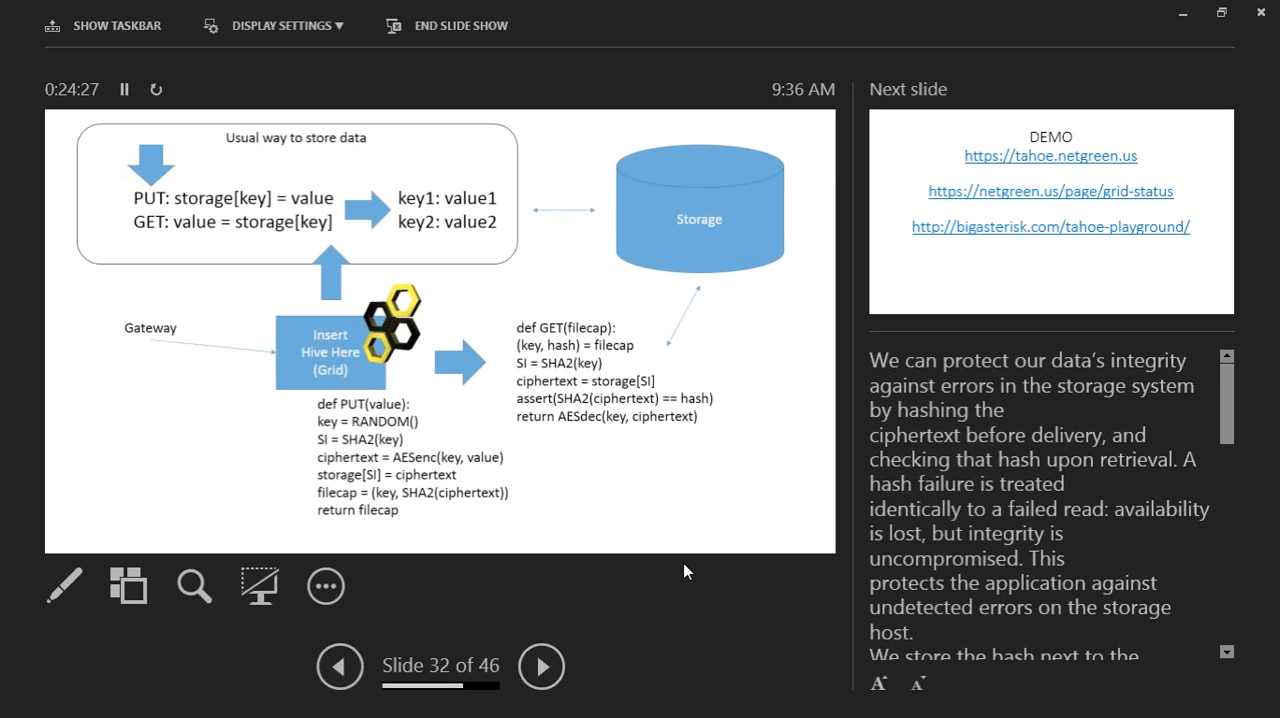 SHOW TASKBAR
DISPLAY SETTINGS
END SLIDE SHOW
0:24:27
9:36 AM
Usual way to store data
PUT: storage[key] = value
GET: value = storage[key]
key1: value1
key2: value2
Storage
Gateway
Insert
Hive Here
(Grid)
def PUT(value):
key = RANDOM()
SI = SHA2(key)
ciphertext = AESenc(key, value)
storage[SI] = ciphertext
filecap = (key, SHA2(ciphertext))
return filecap
def GET(filecap):
(key, hash) = filecap
SI = SHA2(key)
ciphertext = storage[SI]
assert(SHA2(ciphertext) == hash)
return AESdec(key, ciphertext)
Slide 32 of 46
Next slide
DEMO
https://tahoe.netgreen.us
https://netgreen.us/page/grid-status
http://bigasterisk.com/tahoe-playground/
We can protect our data's integrity
against errors in the storage system
by hashing the
ciphertext before delivery, and
checking that hash upon retrieval. A
hash failure is treated
identically to a failed read: availability
is lost, but integrity is
uncompromised. This
protects the application against
undetected errors on the storage
host.
We store the hash next to the
A A